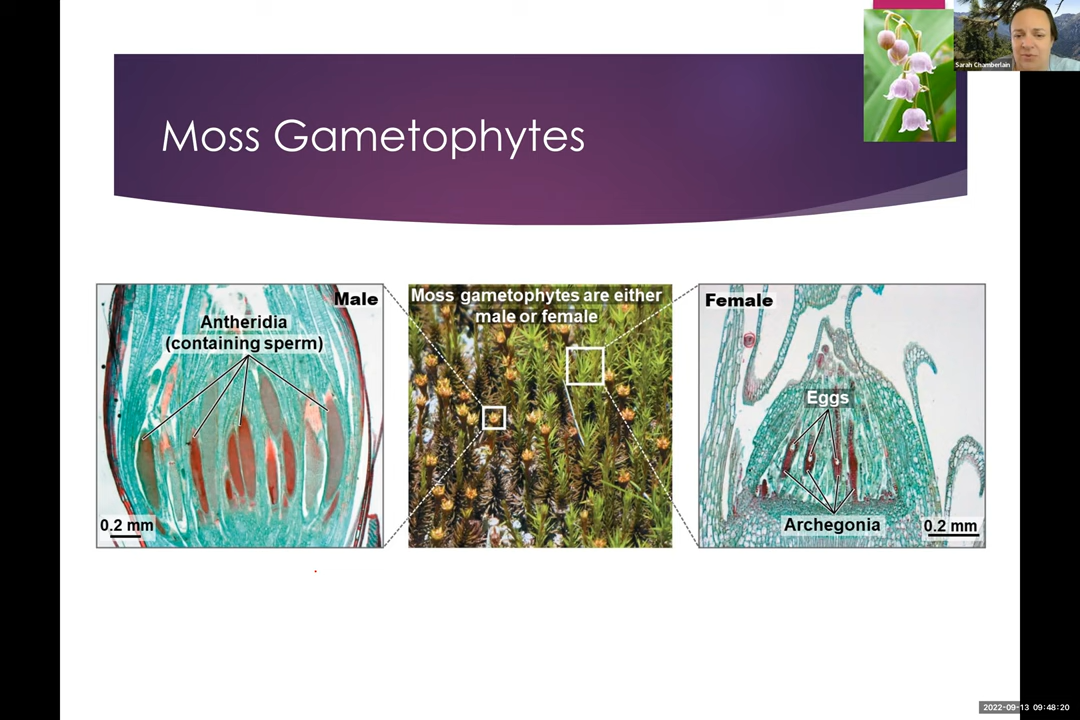 Sarah Chamberlain
Moss Gametophytes
Male
Antheridia
(containing sperm)
0.2 mm
Moss gametophytes are either
male or female
Female
Eggs
Archegonia
0.2 mm
2022-09-13 09:48:20